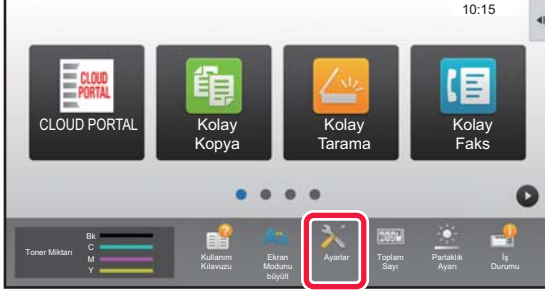 10:15
CLOUD
PORTAL
CLOUD PORTAL
Kolay
Kopya
Kolay
Tarama
Kolay
Faks
Toner Miktarı
Bk
C
M
Y
Kullanım
Kılavuzu
Ekran
Modunu
büyült
Ayarlar
Toplam
Sayı
Parlaklık
Ayarı
İş
Durumu